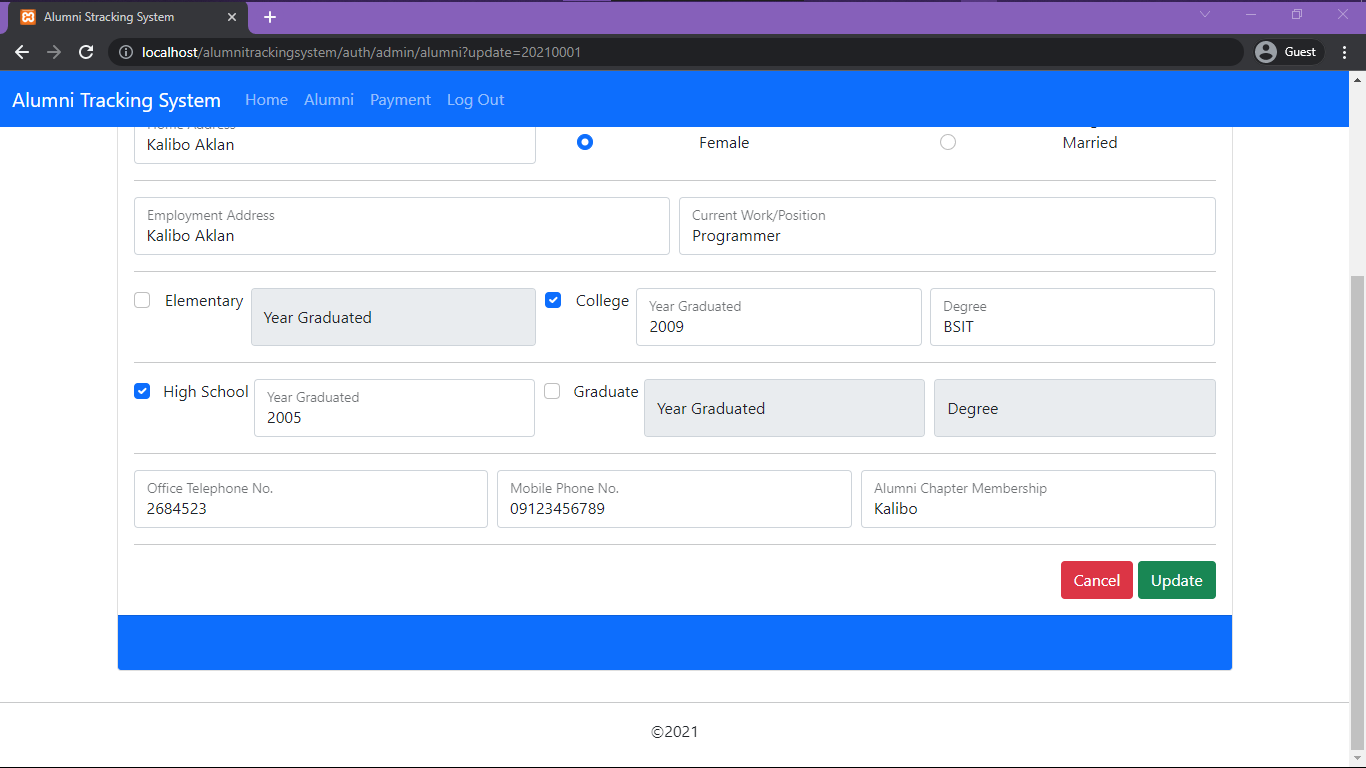 Alumni Stracking System
localhost/alumnitrackingsystem/auth/admin/alumni?update=20210001
Guest
Alumni Tracking System Home Alumni Payment Log Out
Home Address
Kalibo Aklan Female Married
Employment Address Current Work/Position
Kalibo Aklan Programmer
Elementary Year Graduated College Year Graduated 2009 Degree BSIT
High School Year Graduated 2005 Graduate Year Graduated Degree
Office Telephone No. Mobile Phone No. Alumni Chapter Membership
2684523 09123456789 Kalibo
Cancel Update
©2021